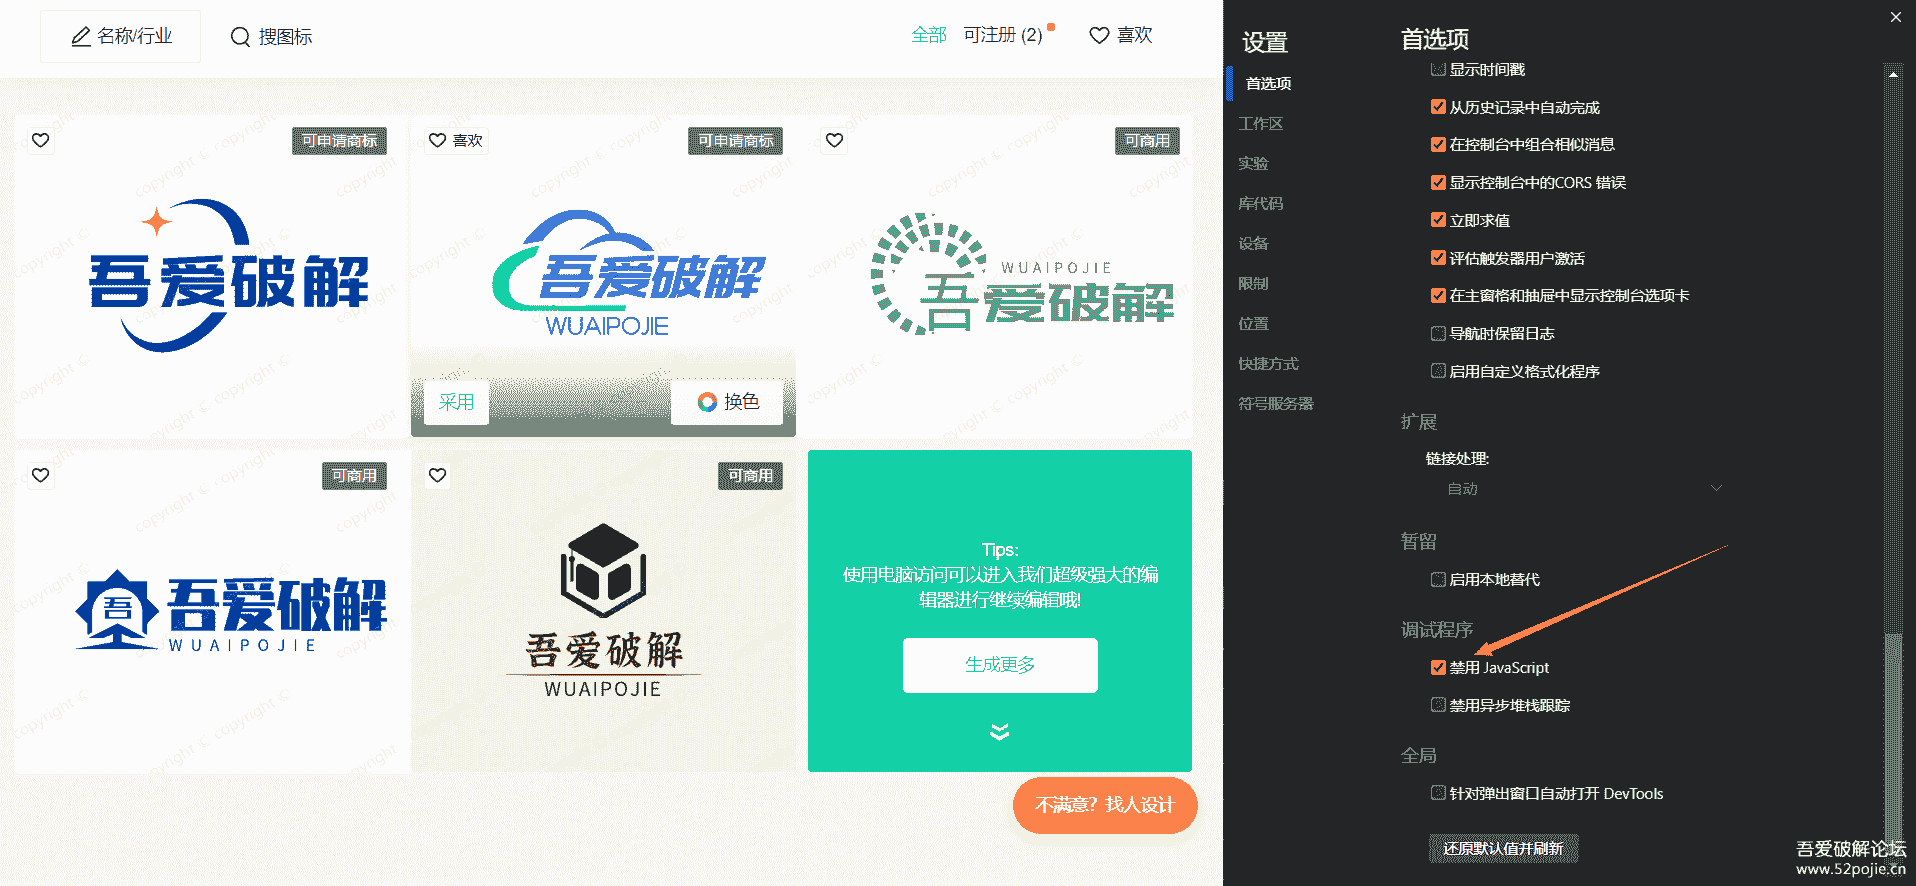 名称/行业
搜图标
全部
可注册 (2)
喜欢
可申请商标
吾爱破解
喜欢
可申请商标
吾爱破解
WUAIPOJIE
采用
换色
可商用
WUAIPOJIE
吾爱破解
可商用
吾
吾爱破解
WUAIPOJIE
可商用
吾爱破解
WUAIPOJIE
Tips:
使用电脑访问可以进入我们超级强大的编
辑器进行继续编辑哦!
生成更多
不满意? 找人设计
copyright ©
设置
首选项
工作区
实验
库代码
设备
限制
位置
快捷方式
符号服务器
首选项
显示时间戳
从历史记录中自动完成
在控制台中组合相似消息
显示控制台中的CORS 错误
立即求值
评估触发器用户激活
在主窗格和抽屉中显示控制台选项卡
导航时保留日志
启用自定义格式化程序
扩展
链接处理:
自动
暂留
启用本地替代
调试程序
禁用 JavaScript
禁用异步堆栈跟踪
全局
针对弹出窗口自动打开 DevTools
还原默认值并刷新
吾爱破解论坛
www.52pojie.cn